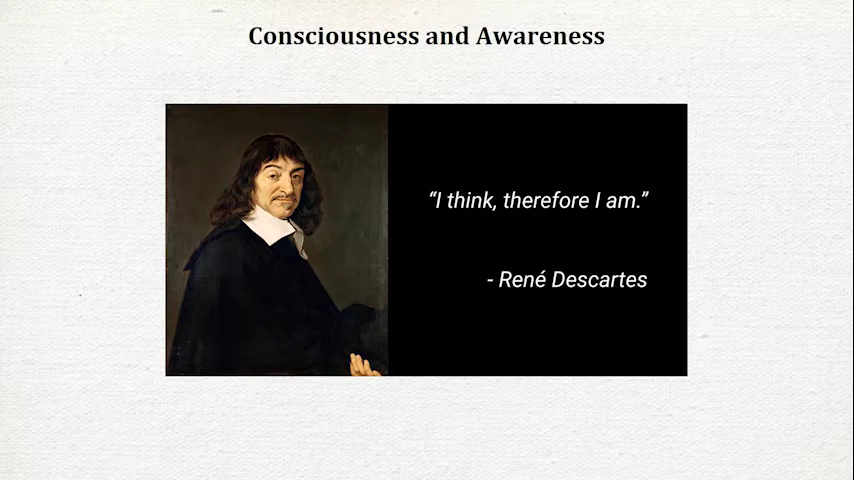 Consciousness and Awareness
“I think, therefore I am.”
- René Descartes